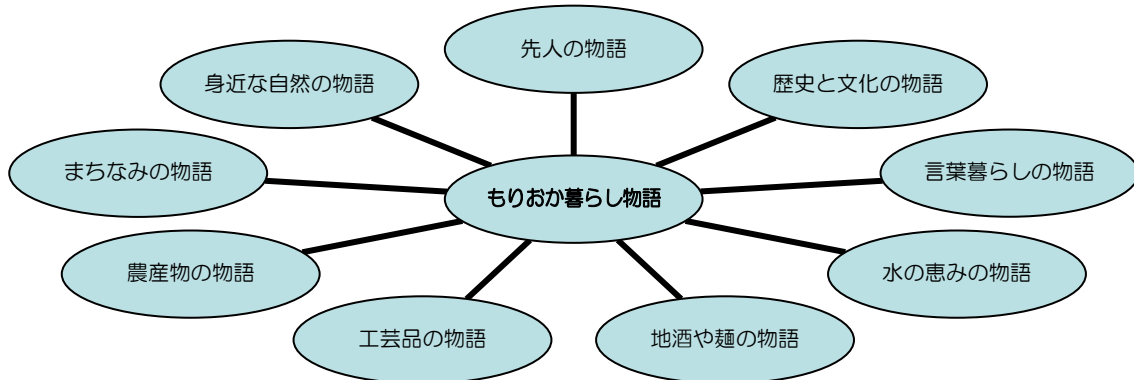 先人の物語
身近な自然の物語
歴史と文化の物語
まちなみの物語
言葉暮らしの物語
もりおか暮らし物語
農産物の物語
水の恵みの物語
工芸品の物語
地酒や麺の物語